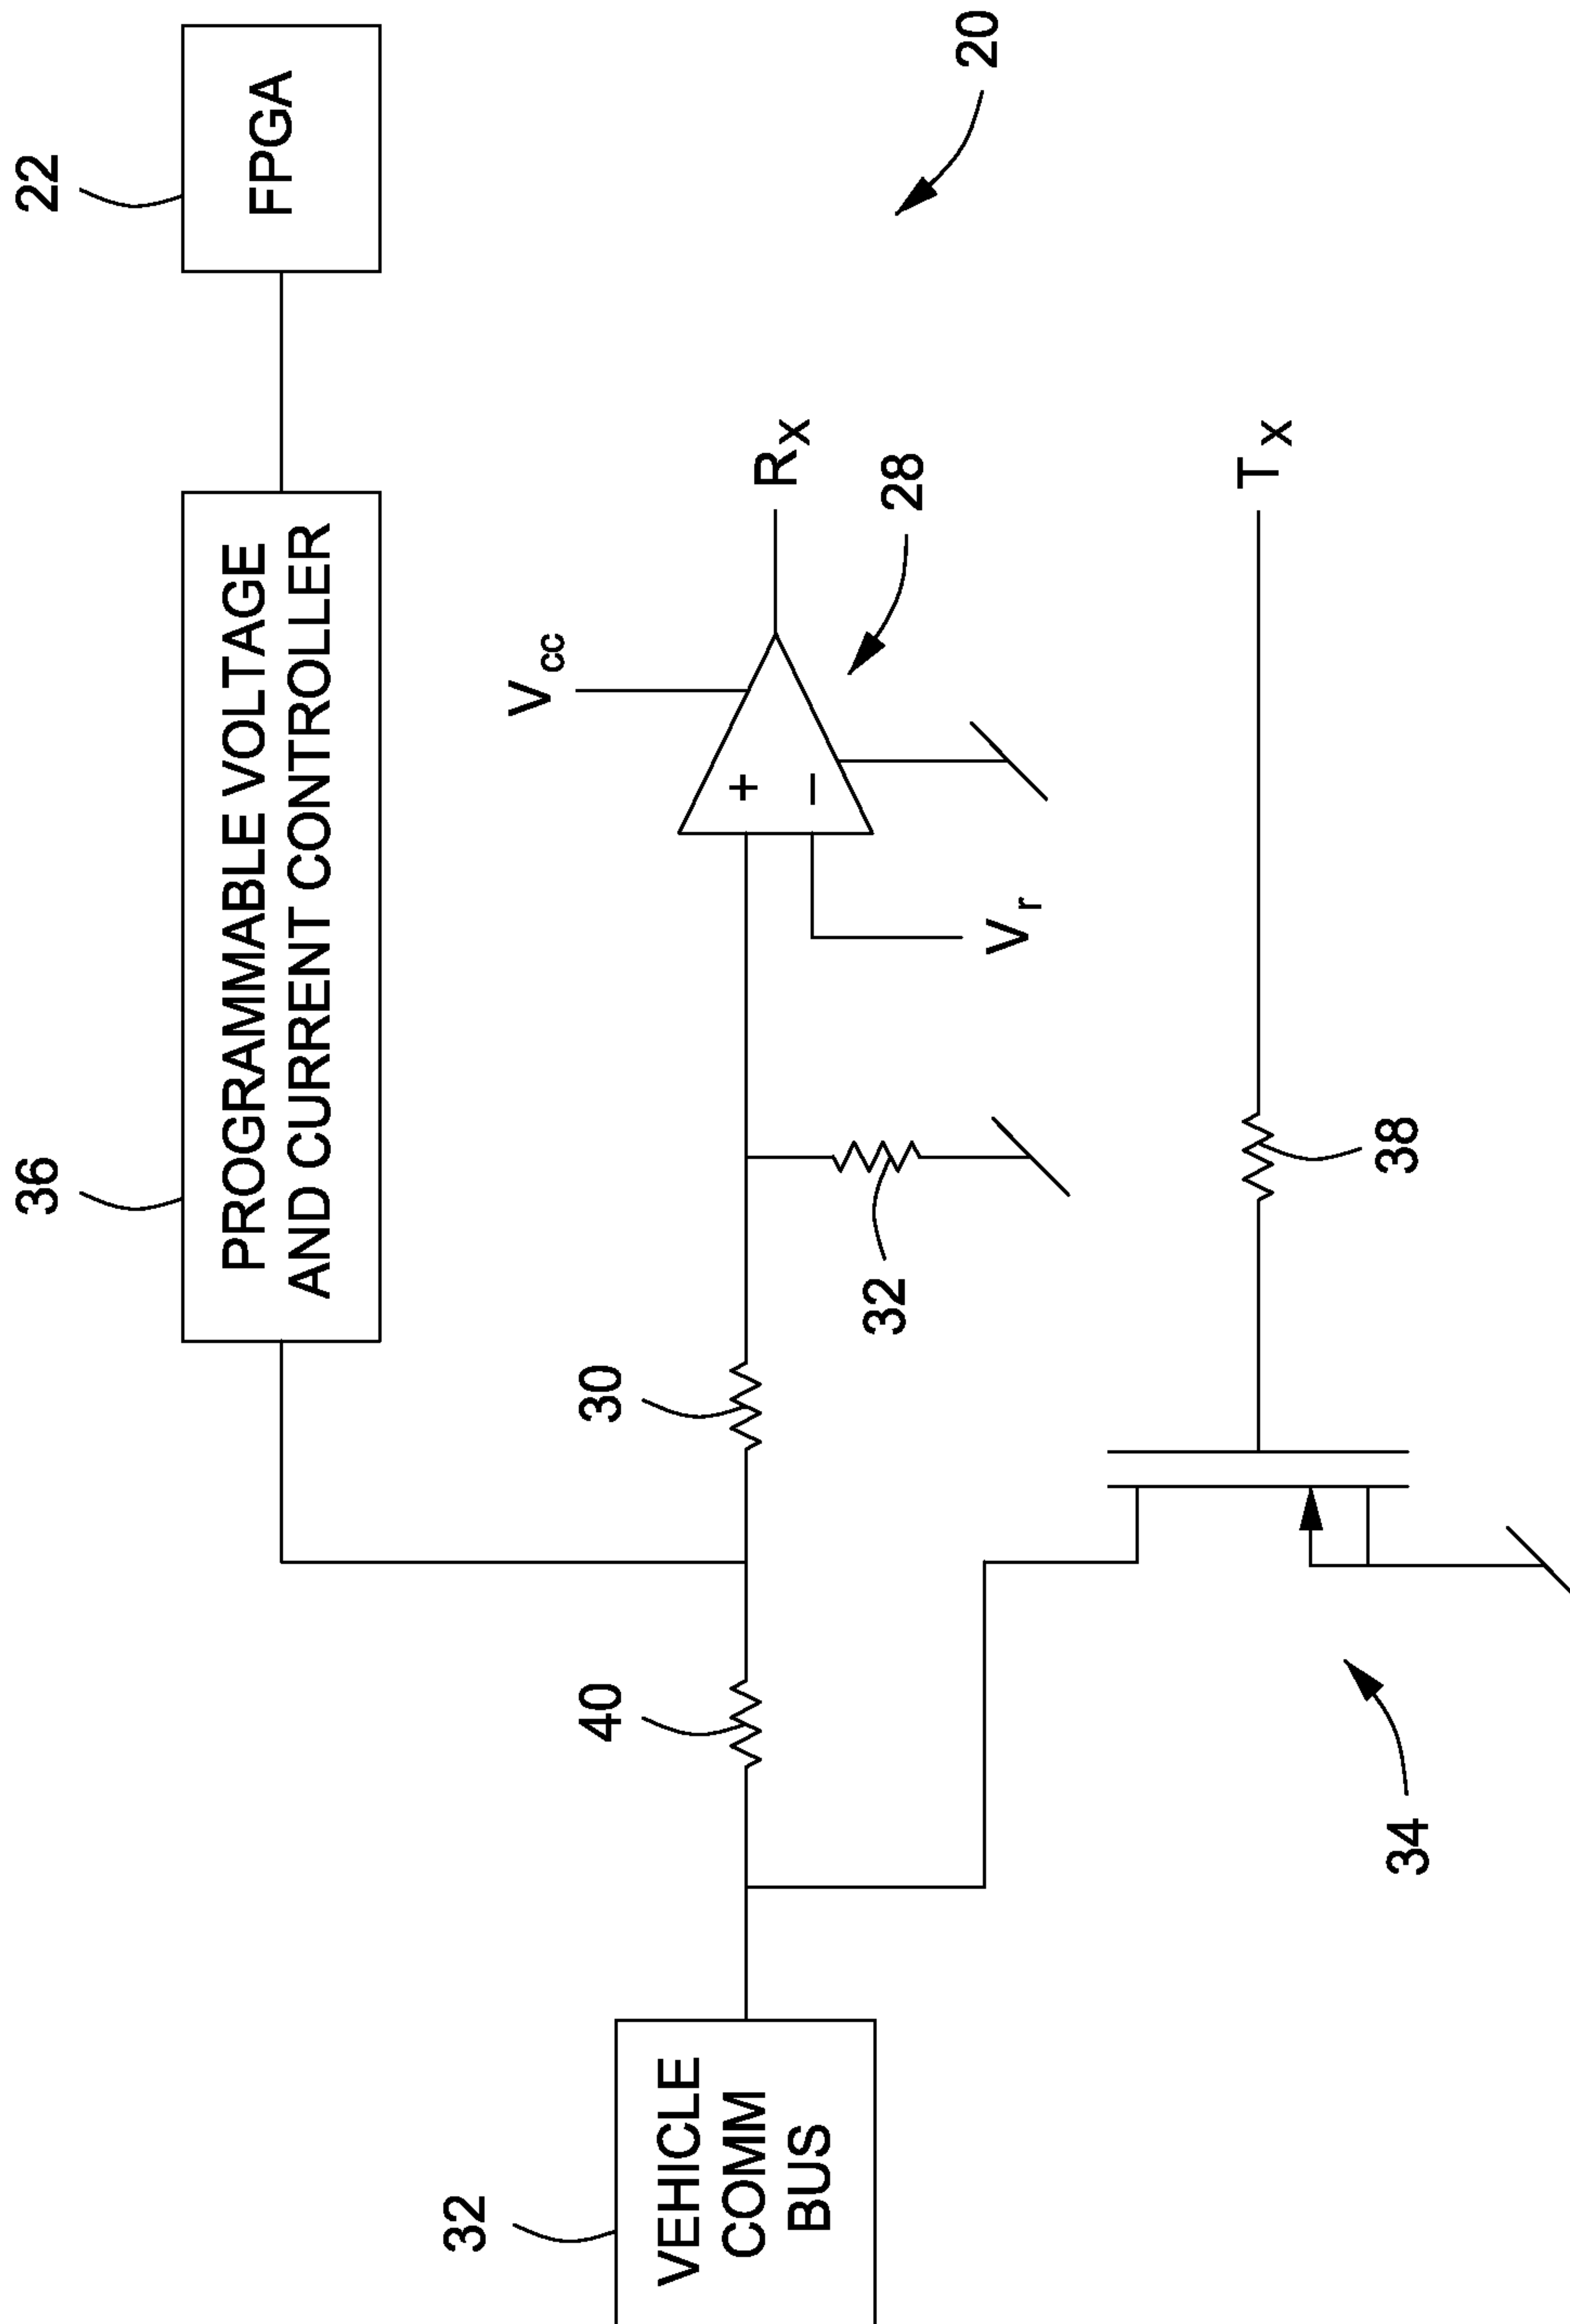 36
22
PROGRAMMABLE VOLTAGE
AND CURRENT CONTROLLER
FPGA
32
VEHICLE
COMM
BUS
40
30
Vcc
+
−
Rx
28
20
32
Vr
34
38
Tx